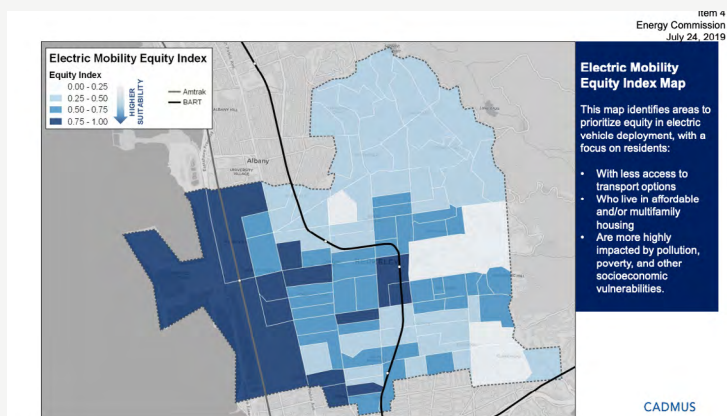 Item 4
Energy Commission
July 24, 2019
Electric Mobility Equity Index
Equity Index
0.00 - 0.25
0.25 - 0.50
0.50 - 0.75
0.75 - 1.00
HIGHER
SUITABILITY
Amtrak
BART
Albany
Electric Mobility
Equity Index Map
This map identifies areas to
prioritize equity in electric
vehicle deployment, with a
focus on residents:
• With less access to
transport options
• Who live in affordable
and/or multifamily
housing
• Are more highly
impacted by pollution,
poverty, and other
socioeconomic
vulnerabilities.
CADMUS